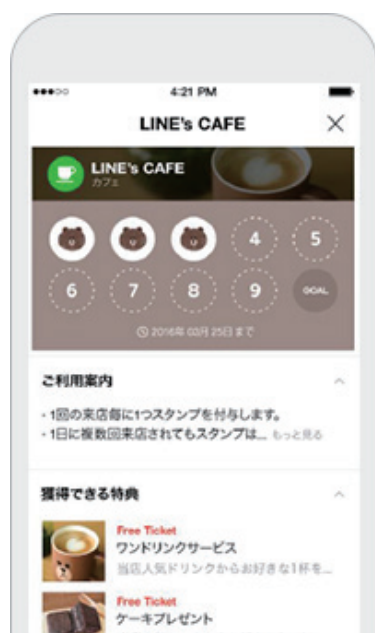 4:21 PM
LINE's CAFE
LINE's CAFE
カフェ
4 5
6 7 8 9 GOAL
2016年 03月 25日 まで
ご利用案内
・1回の来店毎に1つスタンプを付与します。
・1日に複数回来店されてもスタンプは... もっと見る
獲得できる特典
Free Ticket
ワンドリンクサービス
当店人気ドリンクからお好きな1杯を...
Free Ticket
ケーキプレゼント